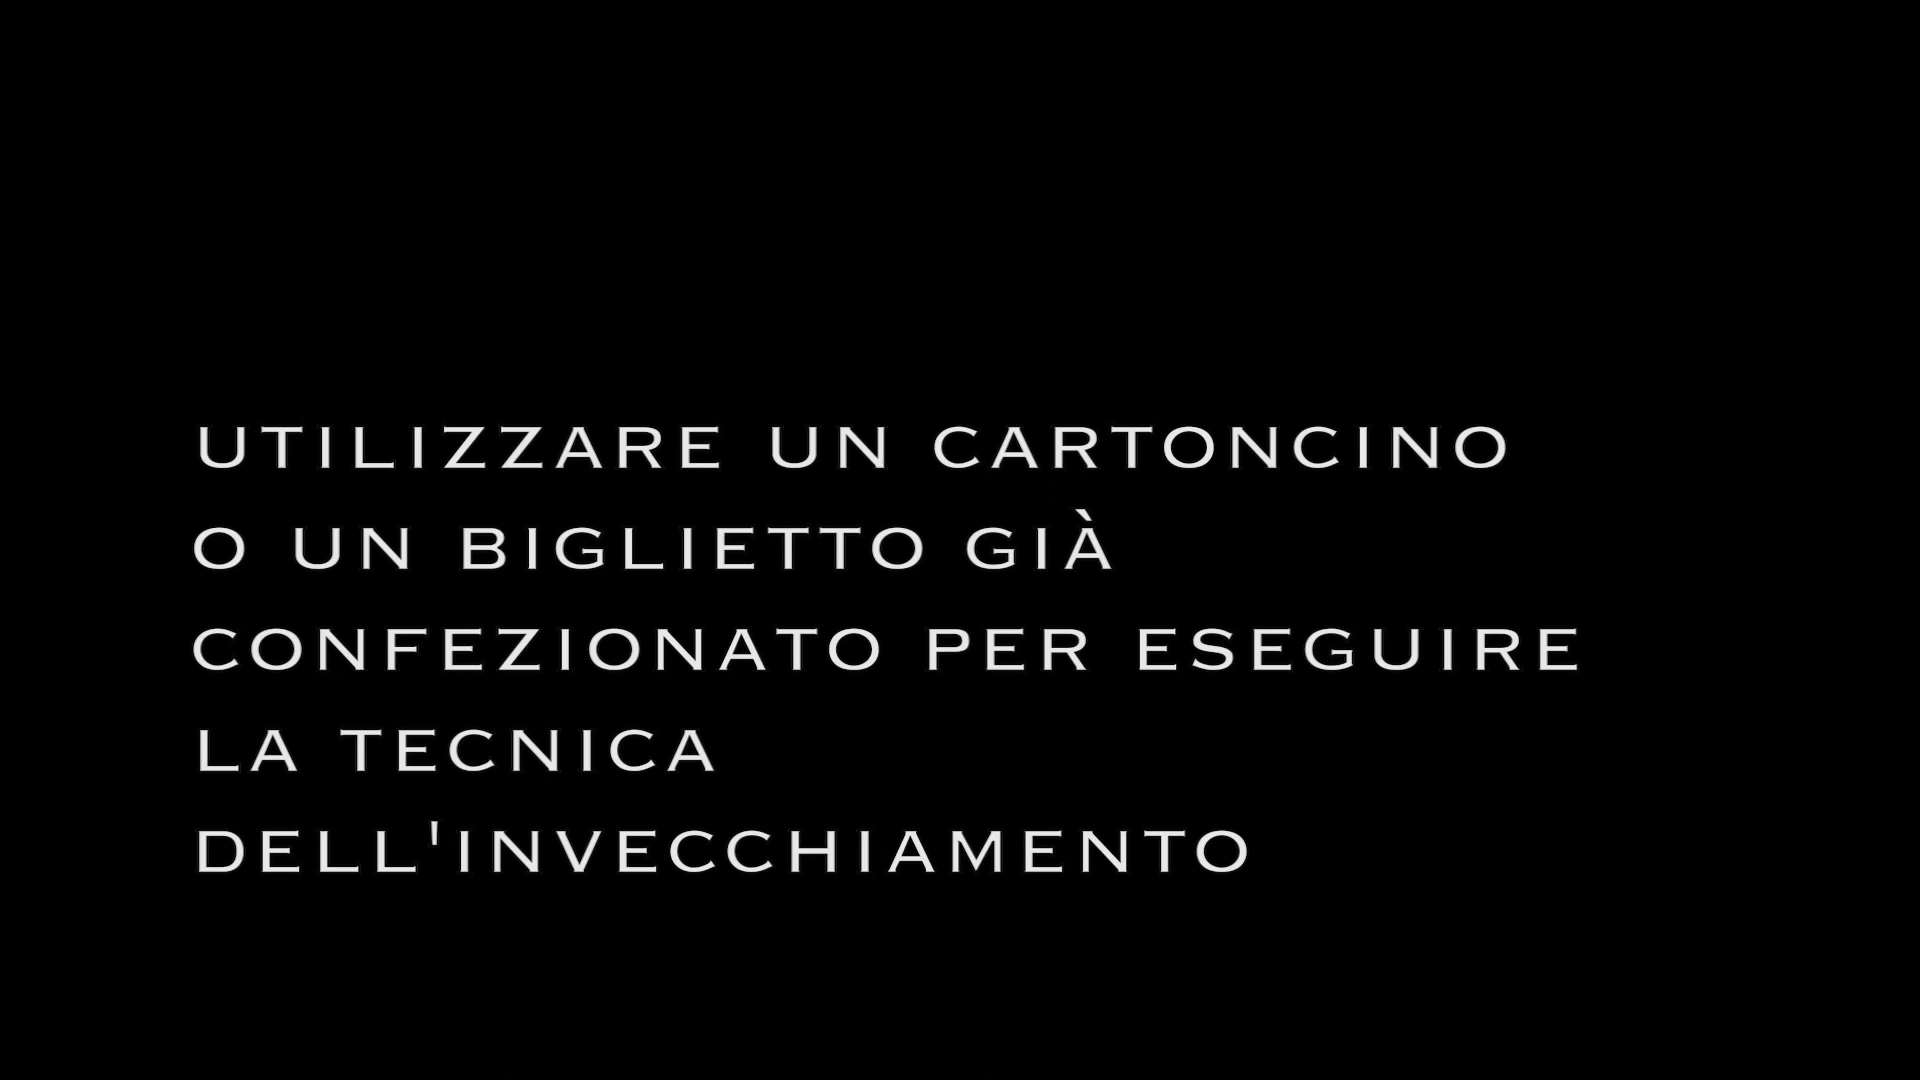 UTILIZZARE UN CARTONCINO
O UN BIGLIETTO GIÀ
CONFEZIONATO PER ESEGUIRE
LA TECNICA
DELL'INVECCHIAMENTO